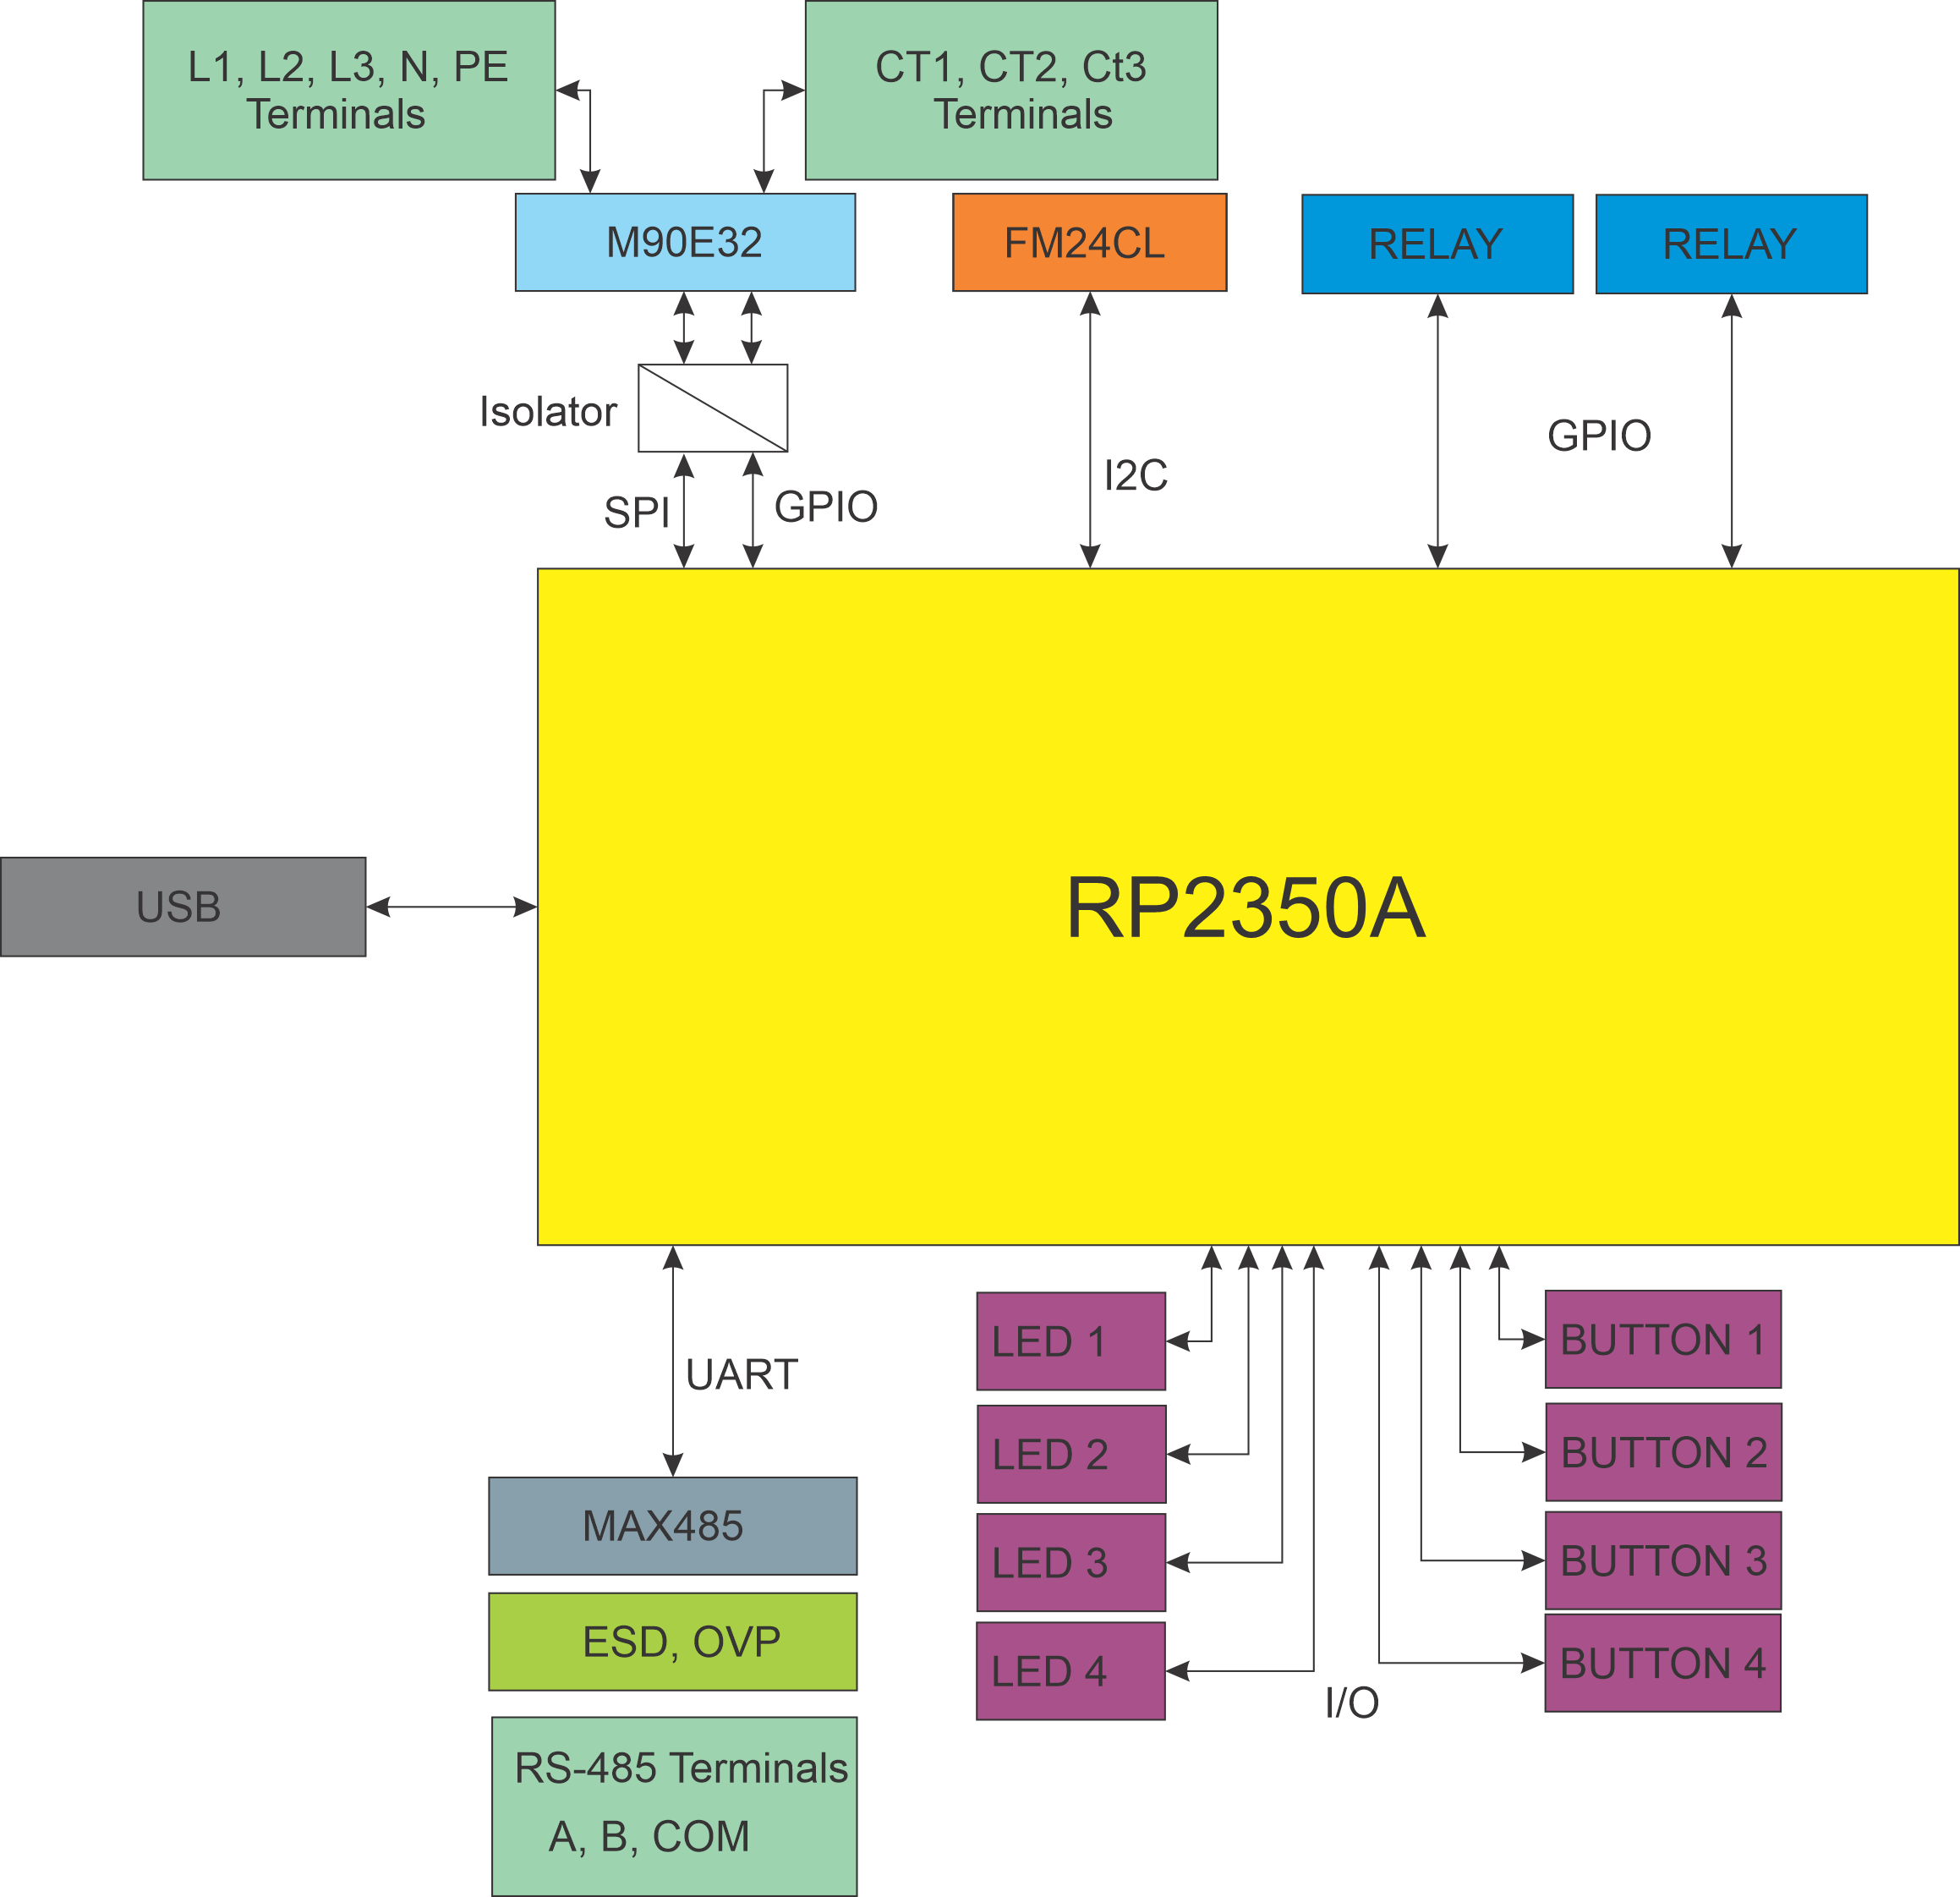 L1, L2, L3, N, PE
Terminals
CT1, CT2, Ct3
Terminals
M90E32
FM24CL
RELAY
RELAY
Isolator
SPI
GPIO
I2C
GPIO
USB
RP2350A
UART
MAX485
ESD, OVP
RS-485 Terminals
A, B, COM
LED 1
LED 2
LED 3
LED 4
I/O
BUTTON 1
BUTTON 2
BUTTON 3
BUTTON 4